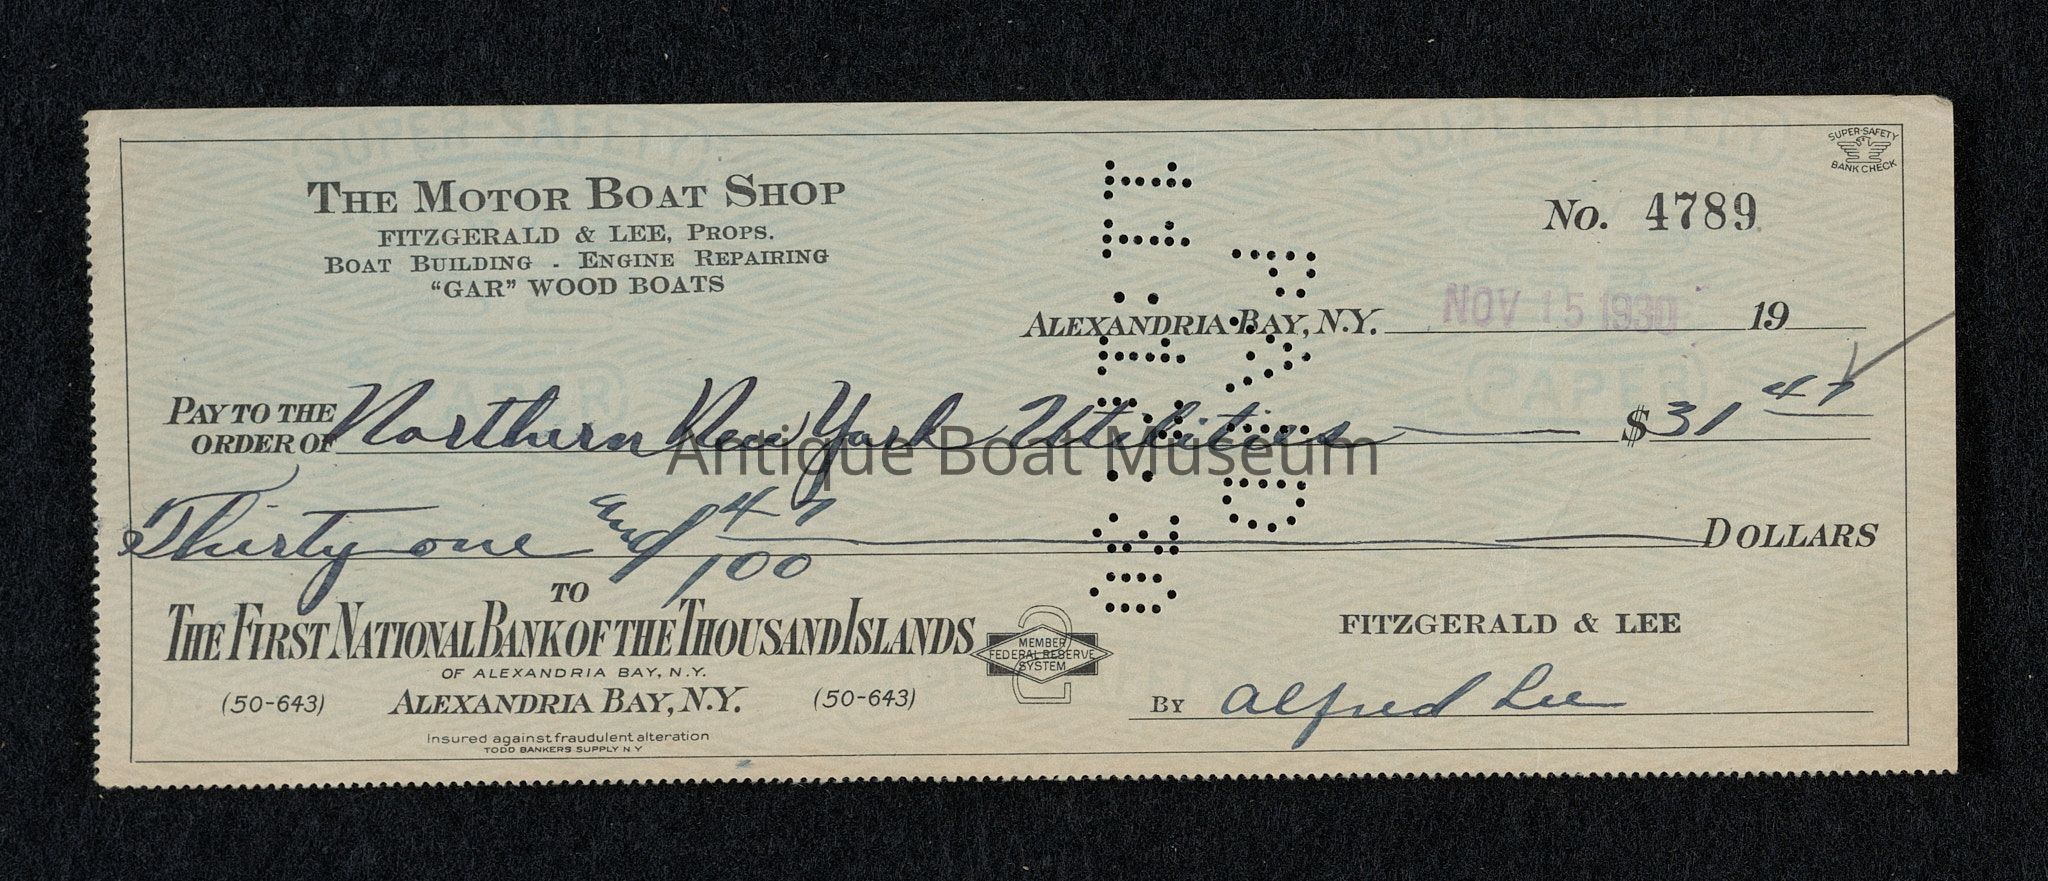 SUPER-SAFETY
BANK CHECK
THE MOTOR BOAT SHOP
FITZGERALD & LEE, PROPS.
BOAT BUILDING - ENGINE REPAIRING
"GAR" WOOD BOATS
No. 4789
ALEXANDRIA BAY, N.Y. NOV 15 1930 19
PAY TO THE ORDER OF Northern New York Utilities $31 47
Antique Boat Museum
Thirty one and 47/100 DOLLARS
TO
THE FIRST NATIONAL BANK OF THE THOUSAND ISLANDS
OF ALEXANDRIA BAY, N.Y.
(50-643) ALEXANDRIA BAY, N.Y. (50-643)
Insured against fraudulent alteration
TODD BANKERS SUPPLY N Y
MEMBER
FEDERAL RESERVE
SYSTEM
2
FITZGERALD & LEE
BY Alfred Lee
SUPER-SAFETY
PAPER